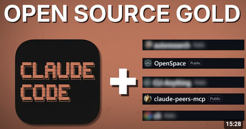 OPEN SOURCE GOLD
CLAUDE
CODE
+
OpenSpace Public
claude-peers-mcp Public
15:28